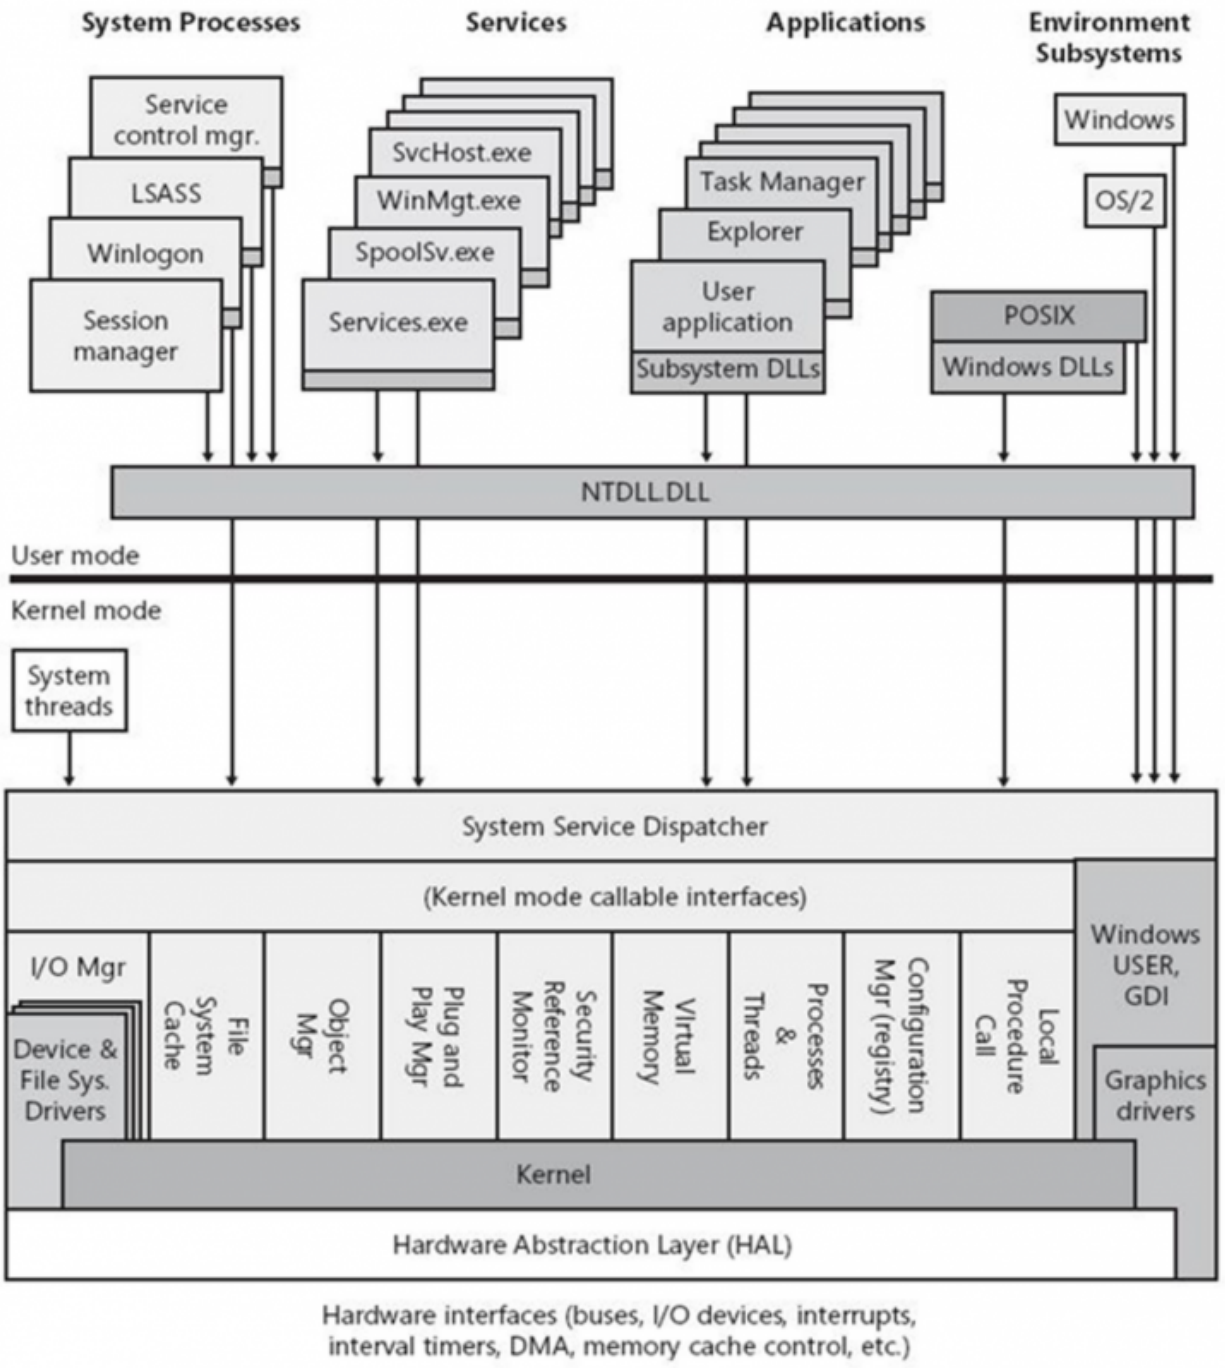 System Processes
Services
Applications
Environment
Subsystems
Service
control mgr.
LSASS
Winlogon
Session
manager
SvcHost.exe
WinMgt.exe
SpoolSv.exe
Services.exe
Task Manager
Explorer
User
application
Subsystem DLLs
Windows
OS/2
POSIX
Windows DLLs
NTDLL.DLL
User mode
Kernel mode
System
threads
System Service Dispatcher
(Kernel mode callable interfaces)
I/O Mgr
Device &
File Sys.
Drivers
File
System
Cache
Object
Mgr
Plug and
Play Mgr
Security
Reference
Monitor
Virtual
Memory
Processes
&
Threads
Configuration
Mgr (registry)
Local
Procedure
Call
Windows
USER,
GDI
Graphics
drivers
Kernel
Hardware Abstraction Layer (HAL)
Hardware interfaces (buses, I/O devices, interrupts,
interval timers, DMA, memory cache control, etc.)